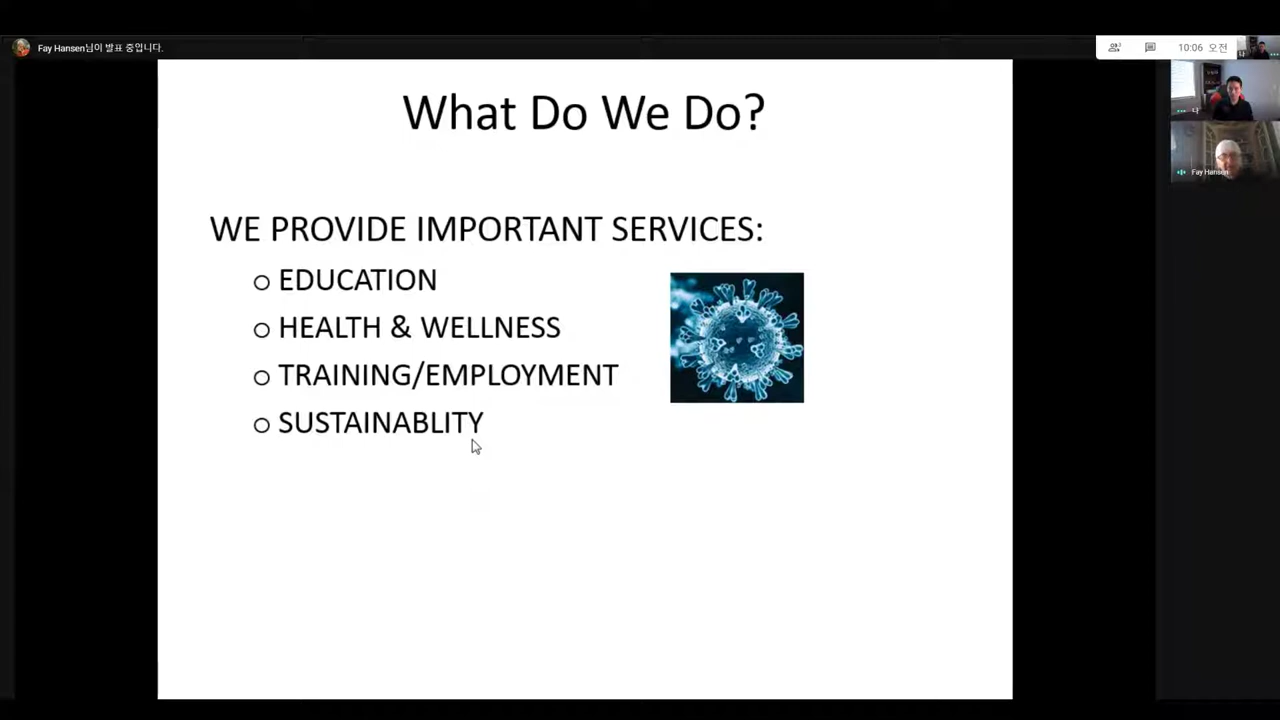 Fay Hansen님이 발표 중입니다.
10:06 오전
What Do We Do?
WE PROVIDE IMPORTANT SERVICES:
EDUCATION
HEALTH & WELLNESS
TRAINING/EMPLOYMENT
SUSTAINABLITY
나
Fay Hansen